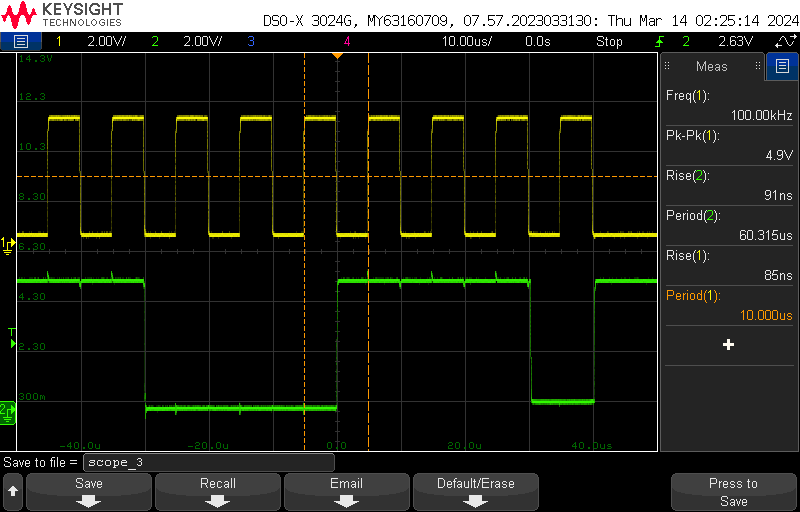 KEYSIGHT
TECHNOLOGIES
DSO-X 3024G, MY63160709, 07.57.2023033130: Thu Mar 14 02:25:14 2024
1 2.00V/ 2 2.00V/ 3 4 10.00us/ 0.0s Stop 2 2.63V
14.3V
12.3
10.3
8.30
6.30
4.30
2.30
300m
-40.0u -20.0u 0.0 20.0u 40.0us
1
T
2
Meas
Freq(1):
100.00kHz
Pk-Pk(1):
4.9V
Rise(2):
91ns
Period(2):
60.315us
Rise(1):
85ns
Period(1):
10.000us
+
Save to file = scope_3
Save
Recall
Email
Default/Erase
Press to
Save